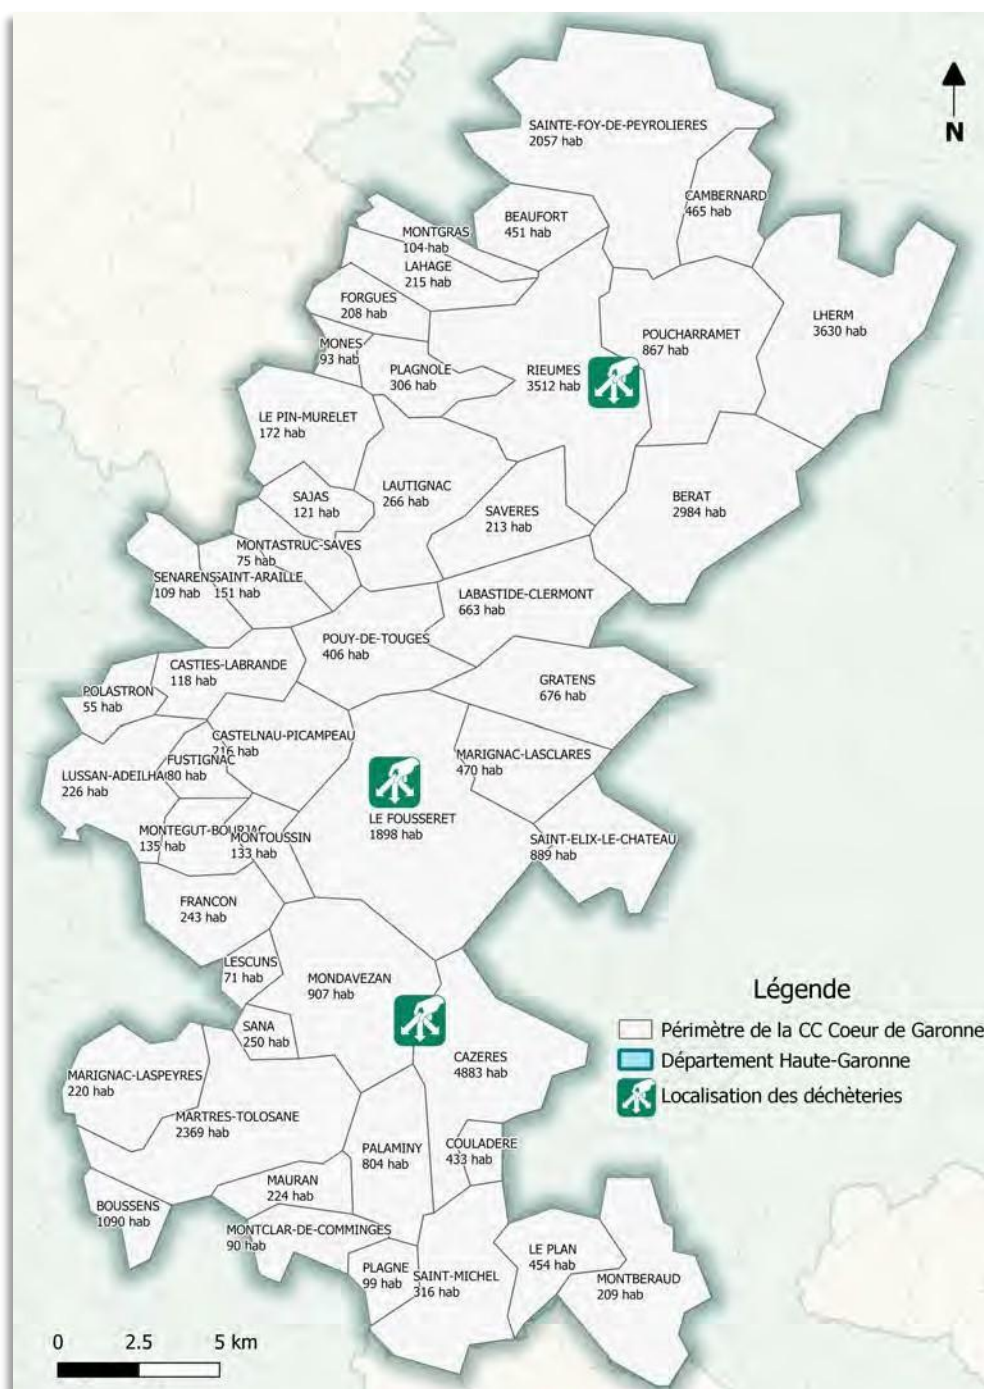 N
SAINTE-FOY-DE-PEYROLIERES
2057 hab
CAMBERNARD
465 hab
BEAUFORT
451 hab
MONTGRAS
104 hab
LAHAGE
215 hab
FORGUES
208 hab
LHERM
3630 hab
POUCHARRAMET
867 hab
MONES
93 hab
PLAGNOLE
306 hab
RIEUMES
3512 hab
LE PIN-MURELET
172 hab
LAUTIGNAC
266 hab
SAJAS
121 hab
SAVERES
213 hab
BERAT
2984 hab
MONTASTRUC-SAVES
75 hab
SENARENS
109 hab
SAINT-ARAILLE
151 hab
LABASTIDE-CLERMONT
663 hab
POUY-DE-TOUGES
406 hab
CASTIES-LABRANDE
118 hab
GRATENS
676 hab
POLASTRON
55 hab
CASTELNAU-PICAMPEAU
216 hab
FUSTIGNAC
80 hab
LUSSAN-ADEILHA
226 hab
MARIGNAC-LASCLARES
470 hab
LE FOUSSERET
1898 hab
MONTEGUT-BOURJAC
135 hab
MONTOUSSIN
133 hab
SAINT-ELIX-LE-CHATEAU
889 hab
FRANCON
243 hab
LESCUNS
71 hab
MONDAVEZAN
907 hab
SANA
250 hab
CAZERES
4883 hab
MARIGNAC-LASPEYRES
220 hab
MARTRES-TOLOSANE
2369 hab
PALAMINY
804 hab
COULADERE
433 hab
MAURAN
224 hab
BOUSSENS
1090 hab
MONTCLAR-DE-COMMINGES
90 hab
PLAGNE
99 hab
SAINT-MICHEL
316 hab
LE PLAN
454 hab
MONTBERAUD
209 hab
Légende
Périmètre de la CC Coeur de Garonne
Département Haute-Garonne
Localisation des déchèteries
0 2.5 5 km